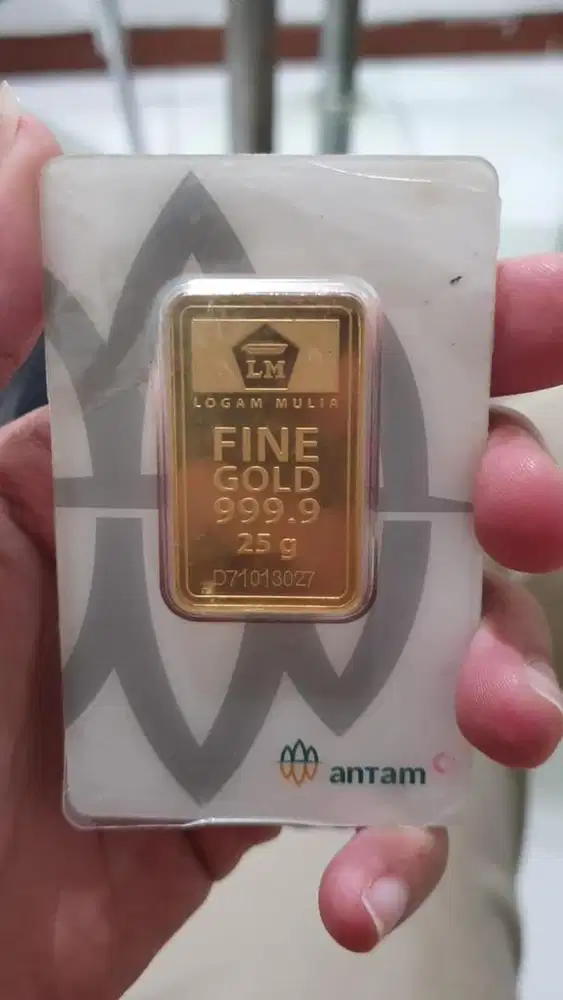 LM
LOGAM MULIA
FINE
GOLD
999.9
25 g
D71013027
antam